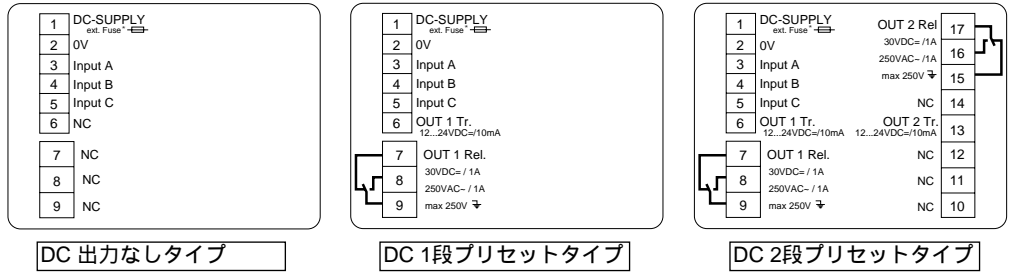 1 DC-SUPPLY
ext. Fuse*
2 0V
3 Input A
4 Input B
5 Input C
6 NC
7 NC
8 NC
9 NC
DC 出力なしタイプ
1 DC-SUPPLY
ext. Fuse*
2 0V
3 Input A
4 Input B
5 Input C
6 OUT 1 Tr.
12...24VDC=/10mA
7 OUT 1 Rel.
30VDC= / 1A
8
250VAC~ / 1A
9 max 250V
DC 1段プリセットタイプ
1 DC-SUPPLY
ext. Fuse*
2 0V
3 Input A
4 Input B
5 Input C
6 OUT 1 Tr.
12...24VDC=/10mA
7 OUT 1 Rel.
30VDC= / 1A
8
250VAC~ / 1A
9 max 250V
OUT 2 Rel 17
30VDC= /1A
16
250VAC~ /1A
max 250V 15
NC 14
OUT 2 Tr. 13
12...24VDC=/10mA
NC 12
NC 11
NC 10
DC 2段プリセットタイプ